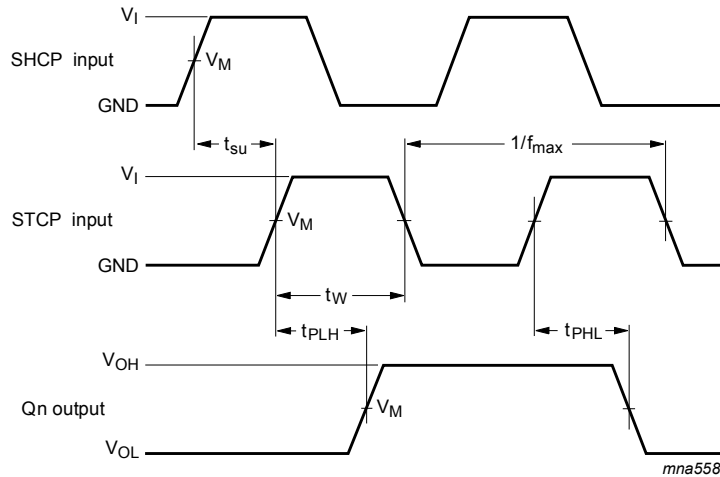 VI
SHCP input
VM
GND
tsu
1/fmax
VI
STCP input
VM
GND
tW
tPLH
tPHL
VOH
Qn output
VM
VOL
mna558